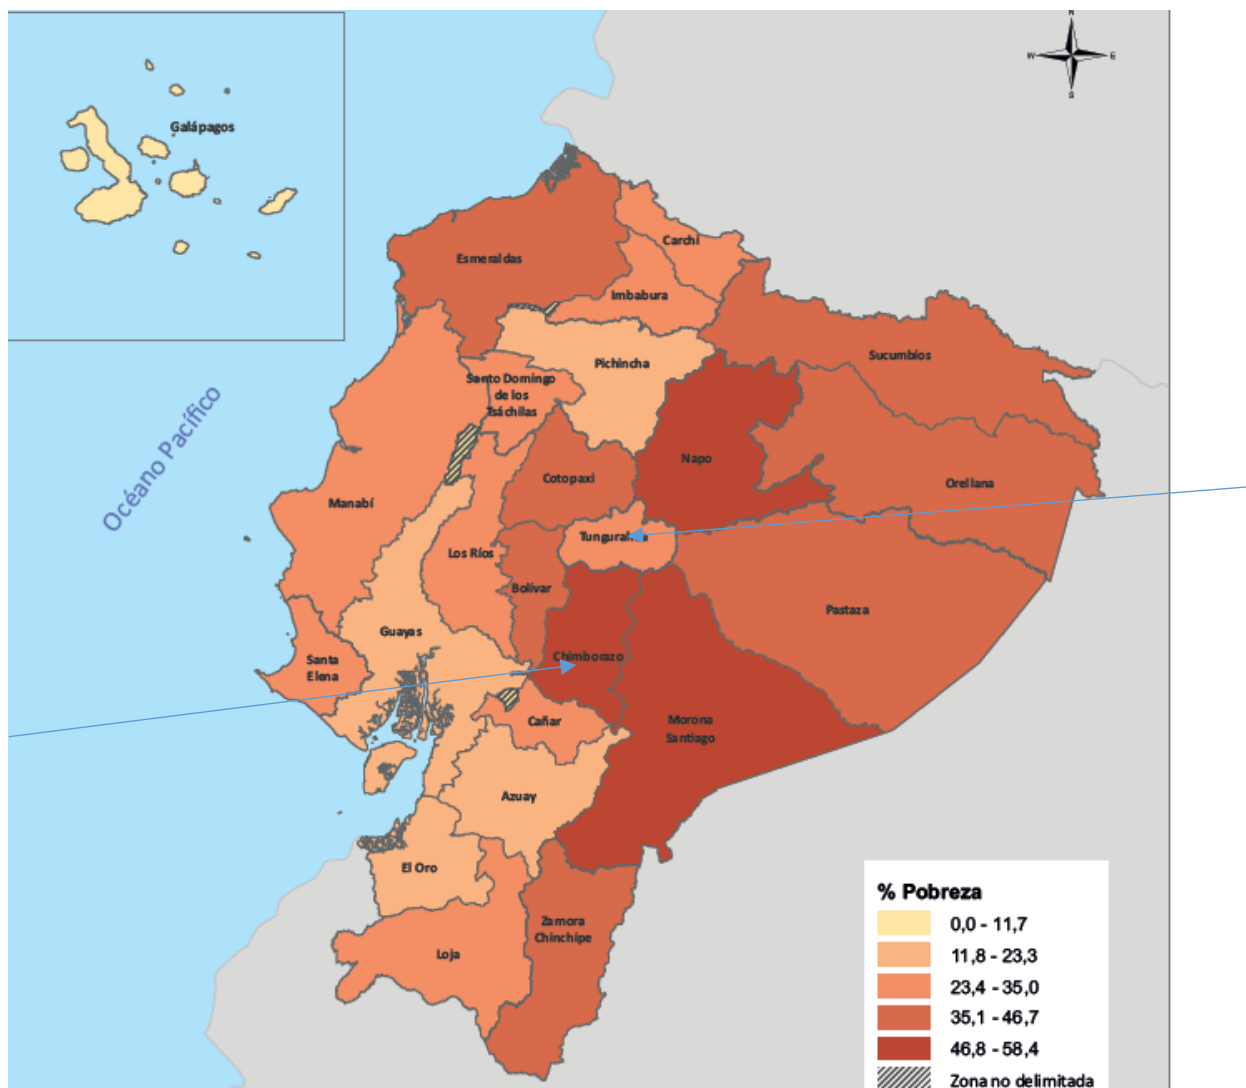 N
W
E
S
Galápagos
Carchi
Esmeraldas
Imbabura
Sucumbíos
Pichincha
Santo Domingo
de los
Tsáchilas
Océano Pacífico
Napo
Cotopaxi
Orellana
Manabí
Los Ríos
Bolívar
Pastaza
Guayas
Chimborazo
Santa
Elena
Cañar
Morona
Santiago
Azuay
El Oro
Zamora
Chinchipe
Loja
% Pobreza
0,0 - 11,7
11,8 - 23,3
23,4 - 35,0
35,1 - 46,7
46,8 - 58,4
Zona no delimitada